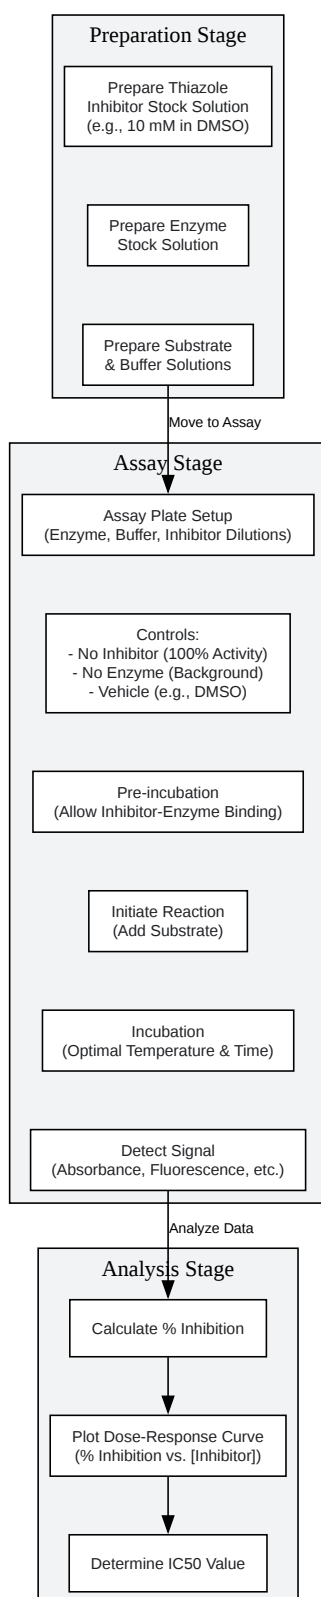 Preparation Stage
Prepare Thiazole
Inhibitor Stock Solution
(e.g., 10 mM in DMSO)
Prepare Enzyme
Stock Solution
Prepare Substrate
& Buffer Solutions
Move to Assay
Assay Stage
Assay Plate Setup
(Enzyme, Buffer, Inhibitor Dilutions)
Controls:
- No Inhibitor (100% Activity)
- No Enzyme (Background)
- Vehicle (e.g., DMSO)
Pre-incubation
(Allow Inhibitor-Enzyme Binding)
Initiate Reaction
(Add Substrate)
Incubation
(Optimal Temperature & Time)
Detect Signal
(Absorbance, Fluorescence, etc.)
Analyze Data
Analysis Stage
Calculate % Inhibition
Plot Dose-Response Curve
(% Inhibition vs. [Inhibitor])
Determine IC50 Value